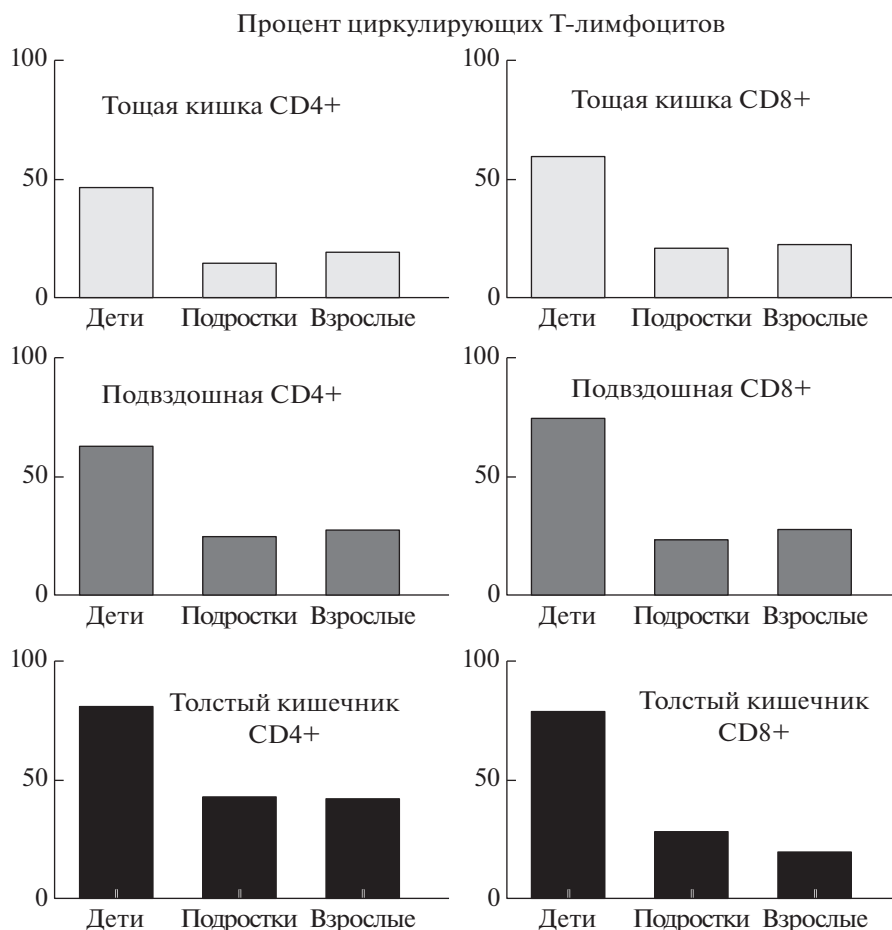 Процент циркулирующих Т-лимфоцитов
100
Тощая кишка CD4+
50
0
Дети Подростки Взрослые
100
Тощая кишка CD8+
50
0
Дети Подростки Взрослые
100
Подвздошная CD4+
50
0
Дети Подростки Взрослые
100
Подвздошная CD8+
50
0
Дети Подростки Взрослые
100
Толстый кишечник
CD4+
50
0
Дети Подростки Взрослые
100
Толстый кишечник
CD8+
50
0
Дети Подростки Взрослые